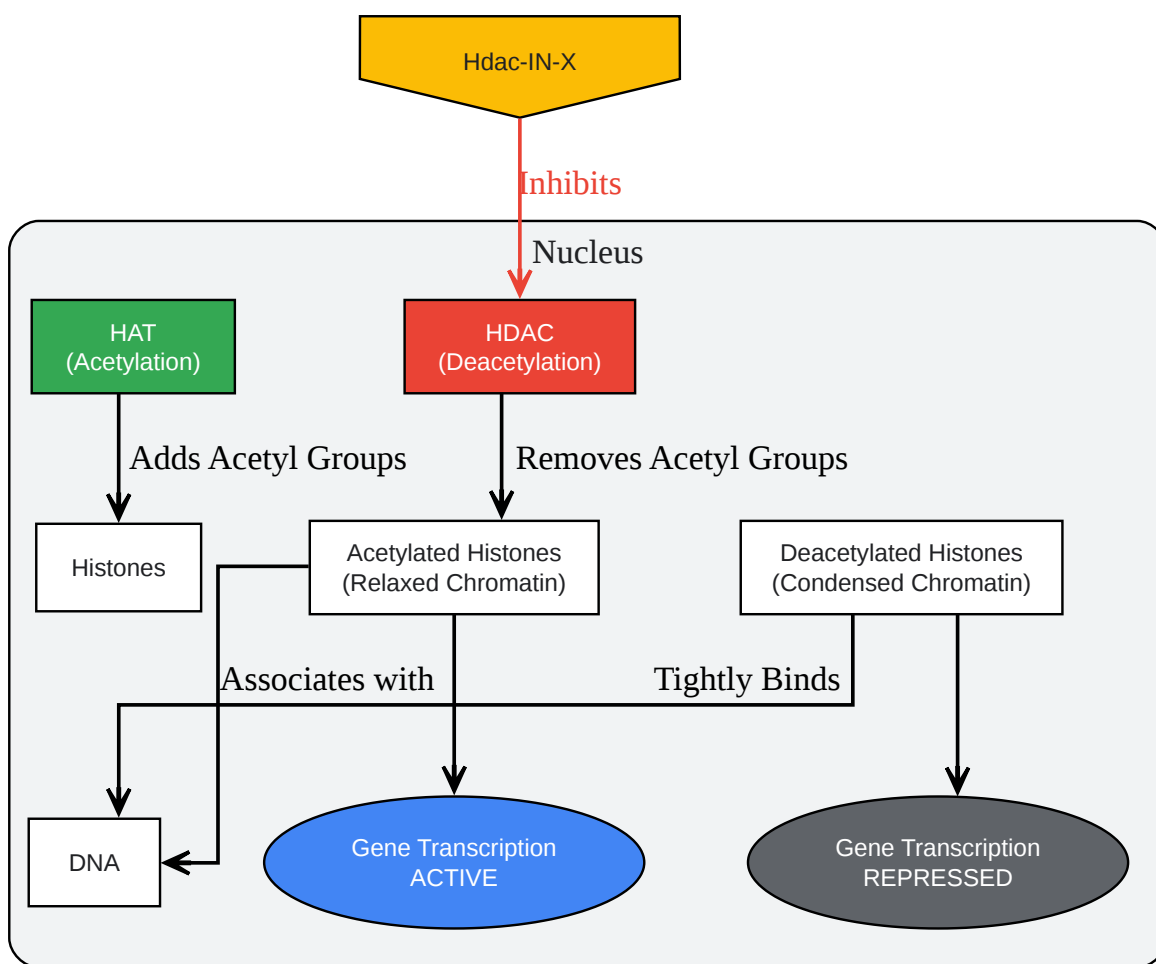 Hdac-IN-X
Inhibits
Nucleus
HAT
(Acetylation)
HDAC
(Deacetylation)
Adds Acetyl Groups
Removes Acetyl Groups
Histones
Acetylated Histones
(Relaxed Chromatin)
Deacetylated Histones
(Condensed Chromatin)
Associates with
Tightly Binds
DNA
Gene Transcription
ACTIVE
Gene Transcription
REPRESSED